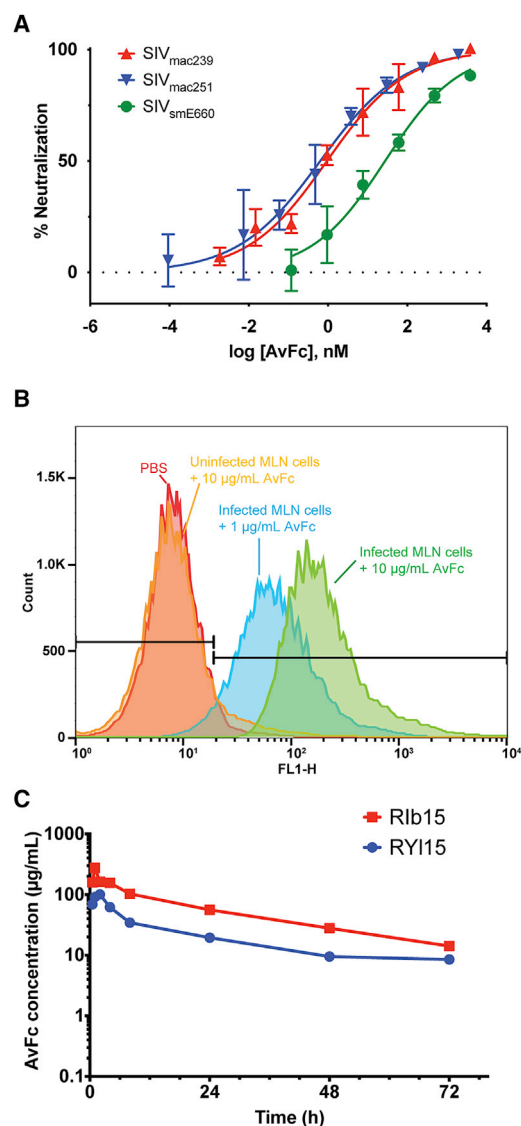 A
SIVmac239
SIVmac251
SIVsmE660
100
50
0
% Neutralization
-6 -4 -2 0 2 4
log [AvFc], nM
B
PBS
Uninfected MLN cells
+ 10 µg/mL AvFc
Infected MLN cells
+ 1 µg/mL AvFc
Infected MLN cells
+ 10 µg/mL AvFc
1.5K
1.0K
500
0
Count
10⁰ 10¹ 10² 10³ 10⁴
FL1-H
C
RIb15
RYl15
1000
100
10
1
0.1
AvFc concentration (µg/mL)
0 24 48 72
Time (h)